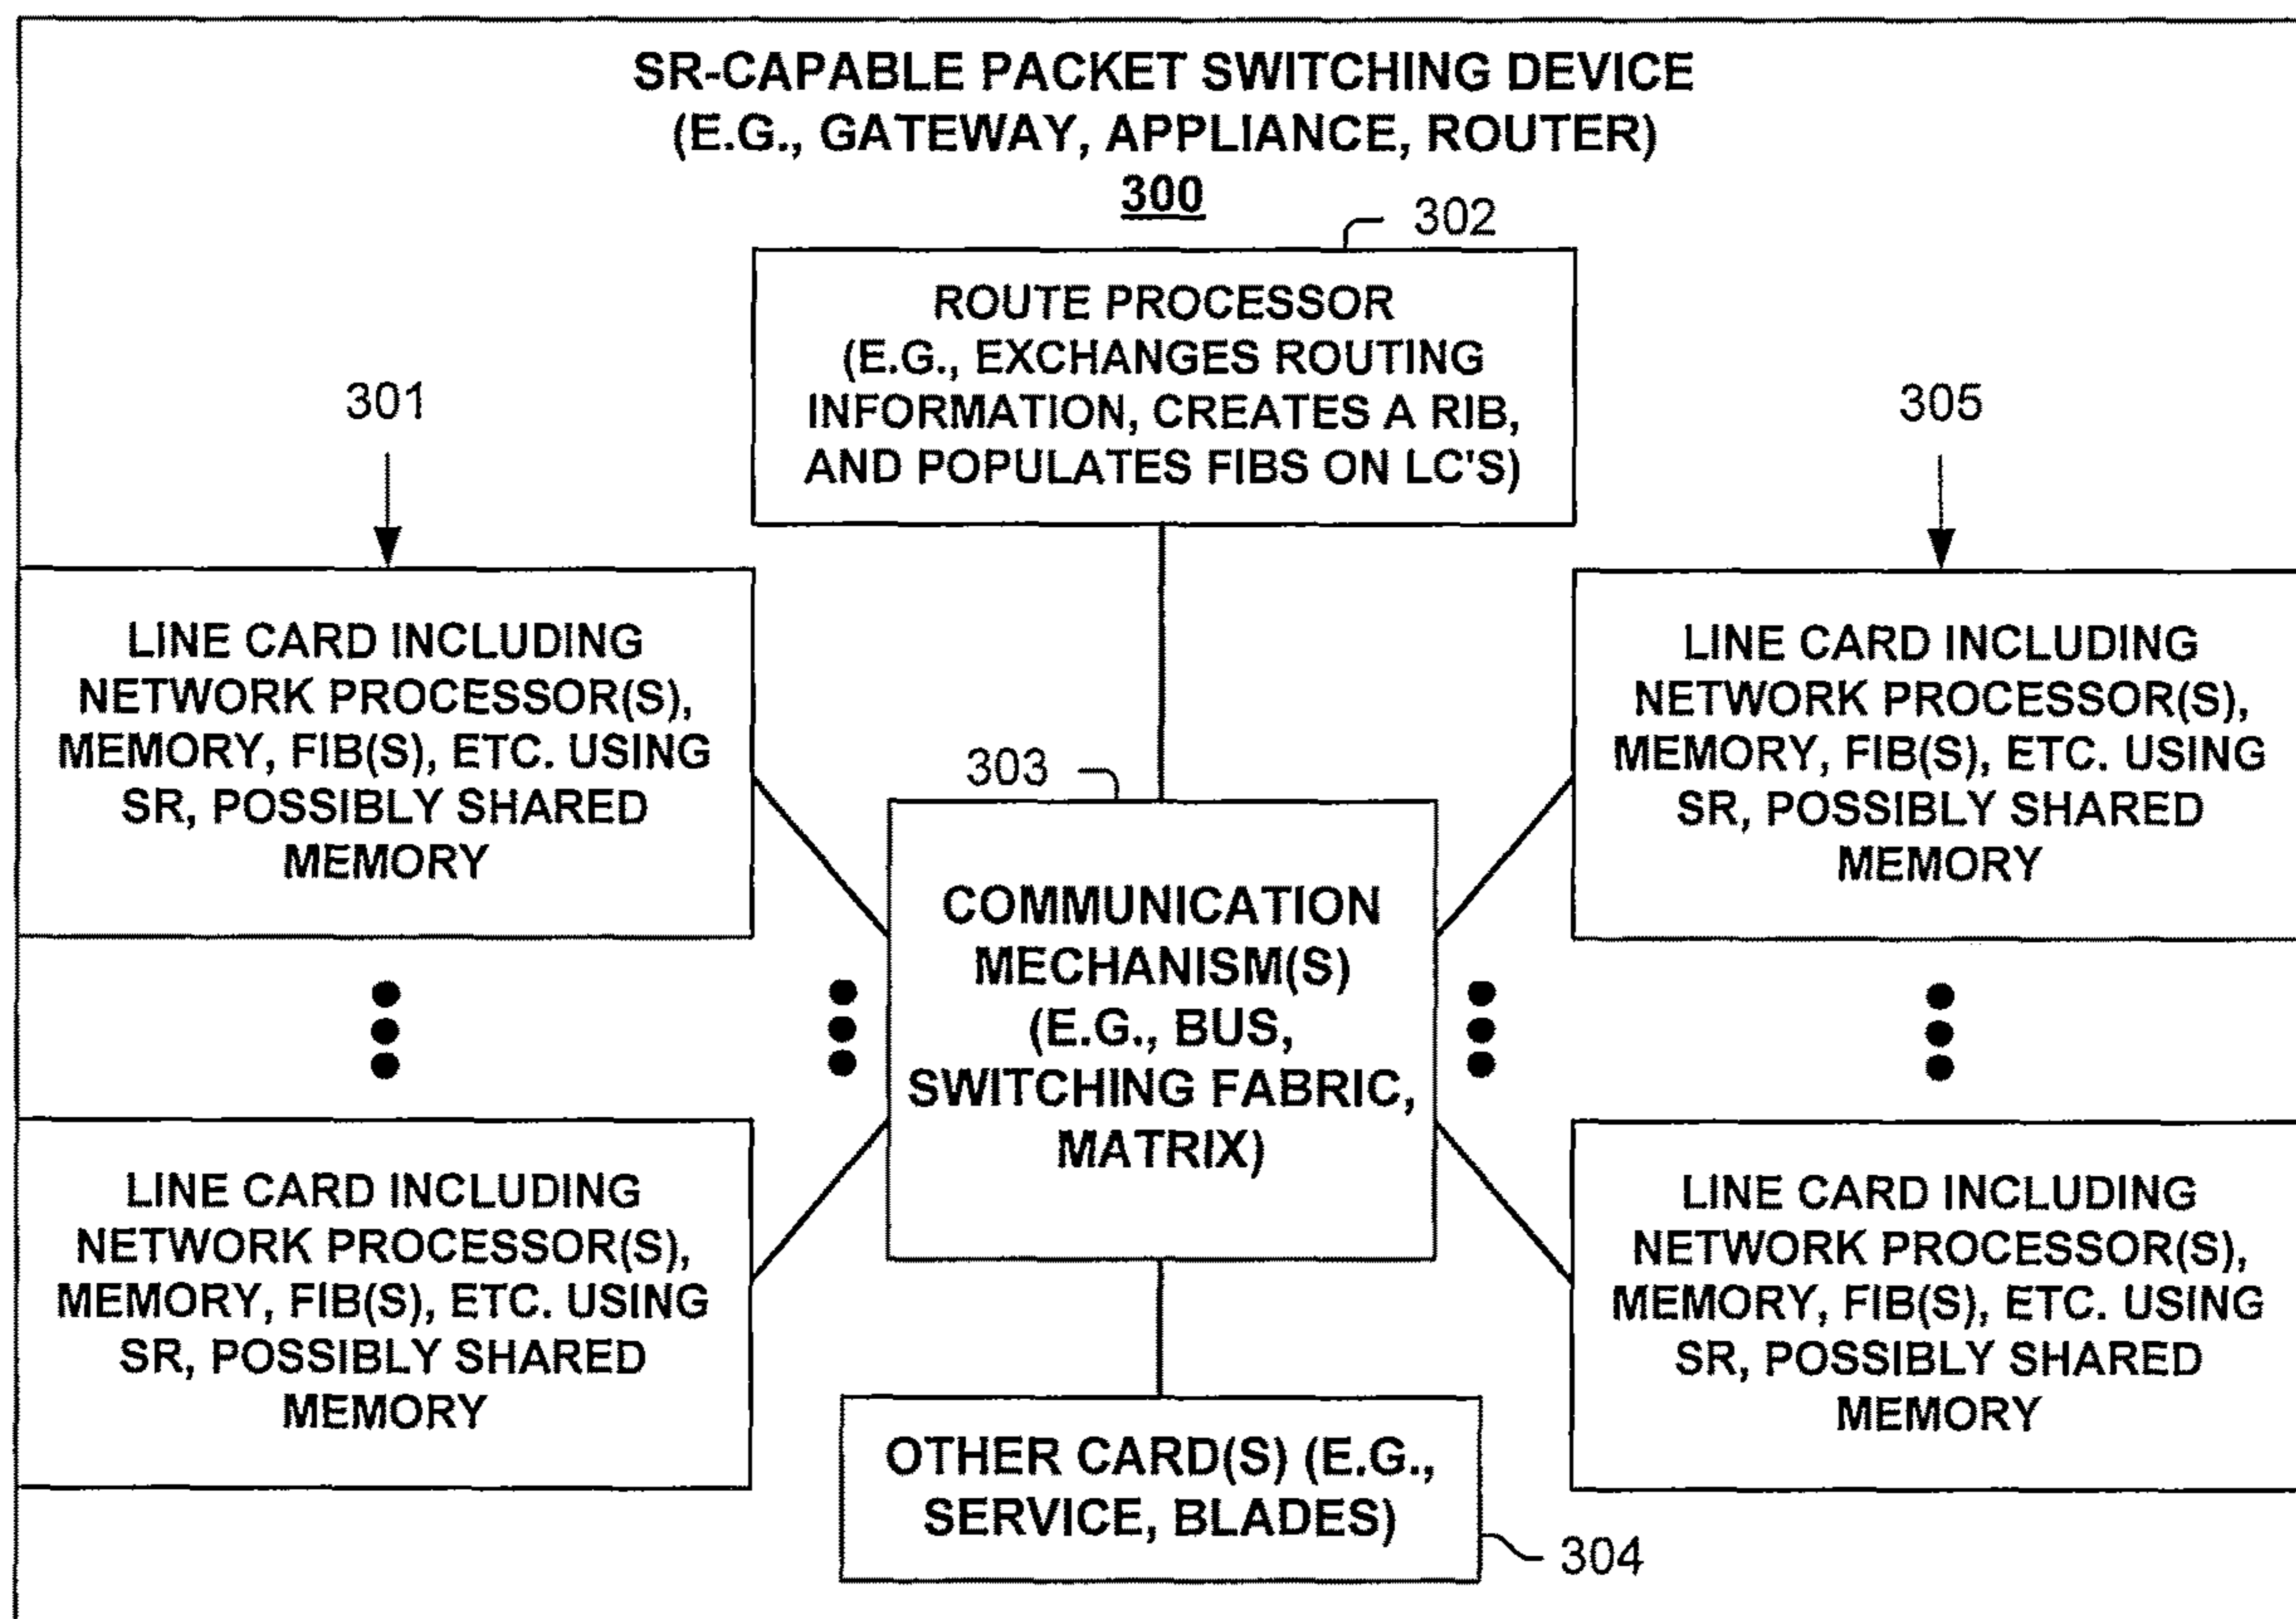 SR-CAPABLE PACKET SWITCHING DEVICE
(E.G., GATEWAY, APPLIANCE, ROUTER)
300
302
ROUTE PROCESSOR
(E.G., EXCHANGES ROUTING
INFORMATION, CREATES A RIB,
AND POPULATES FIBS ON LC'S)
301
305
LINE CARD INCLUDING
NETWORK PROCESSOR(S),
MEMORY, FIB(S), ETC. USING
SR, POSSIBLY SHARED
MEMORY
LINE CARD INCLUDING
NETWORK PROCESSOR(S),
MEMORY, FIB(S), ETC. USING
SR, POSSIBLY SHARED
MEMORY
303
COMMUNICATION
MECHANISM(S)
(E.G., BUS,
SWITCHING FABRIC,
MATRIX)
LINE CARD INCLUDING
NETWORK PROCESSOR(S),
MEMORY, FIB(S), ETC. USING
SR, POSSIBLY SHARED
MEMORY
LINE CARD INCLUDING
NETWORK PROCESSOR(S),
MEMORY, FIB(S), ETC. USING
SR, POSSIBLY SHARED
MEMORY
OTHER CARD(S) (E.G.,
SERVICE, BLADES)
304